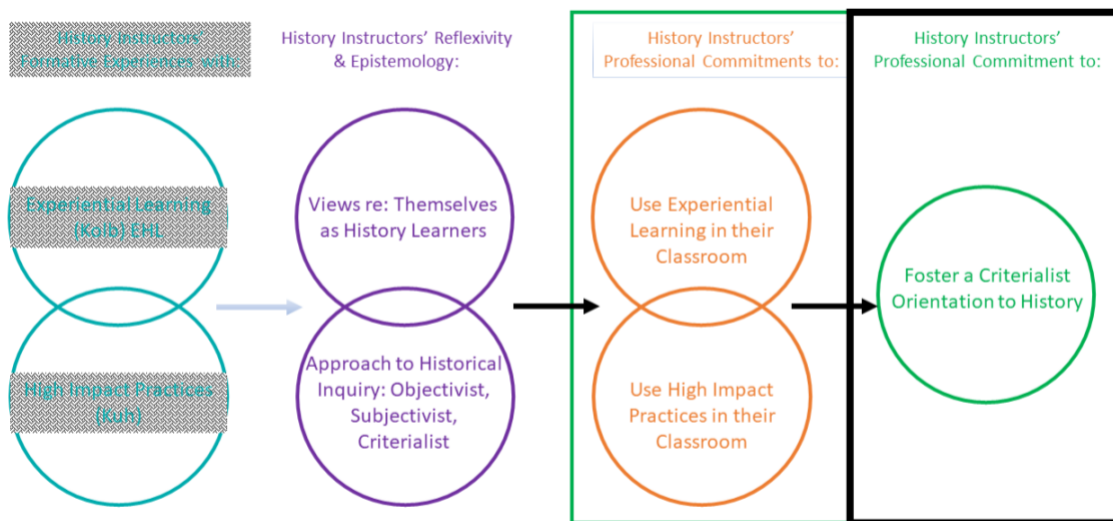 History Instructors'
Formative Experiences with:
Experiential Learning
(Kolb) EHL
High Impact Practices
(Kuh)
History Instructors' Reflexivity
& Epistemology:
Views re: Themselves
as History Learners
Approach to Historical
Inquiry: Objectivist,
Subjectivist,
Criterialist
History Instructors'
Professional Commitments to:
Use Experiential
Learning in their
Classroom
Use High Impact
Practices in their
Classroom
History Instructors'
Professional Commitment to:
Foster a Criterialist
Orientation to History